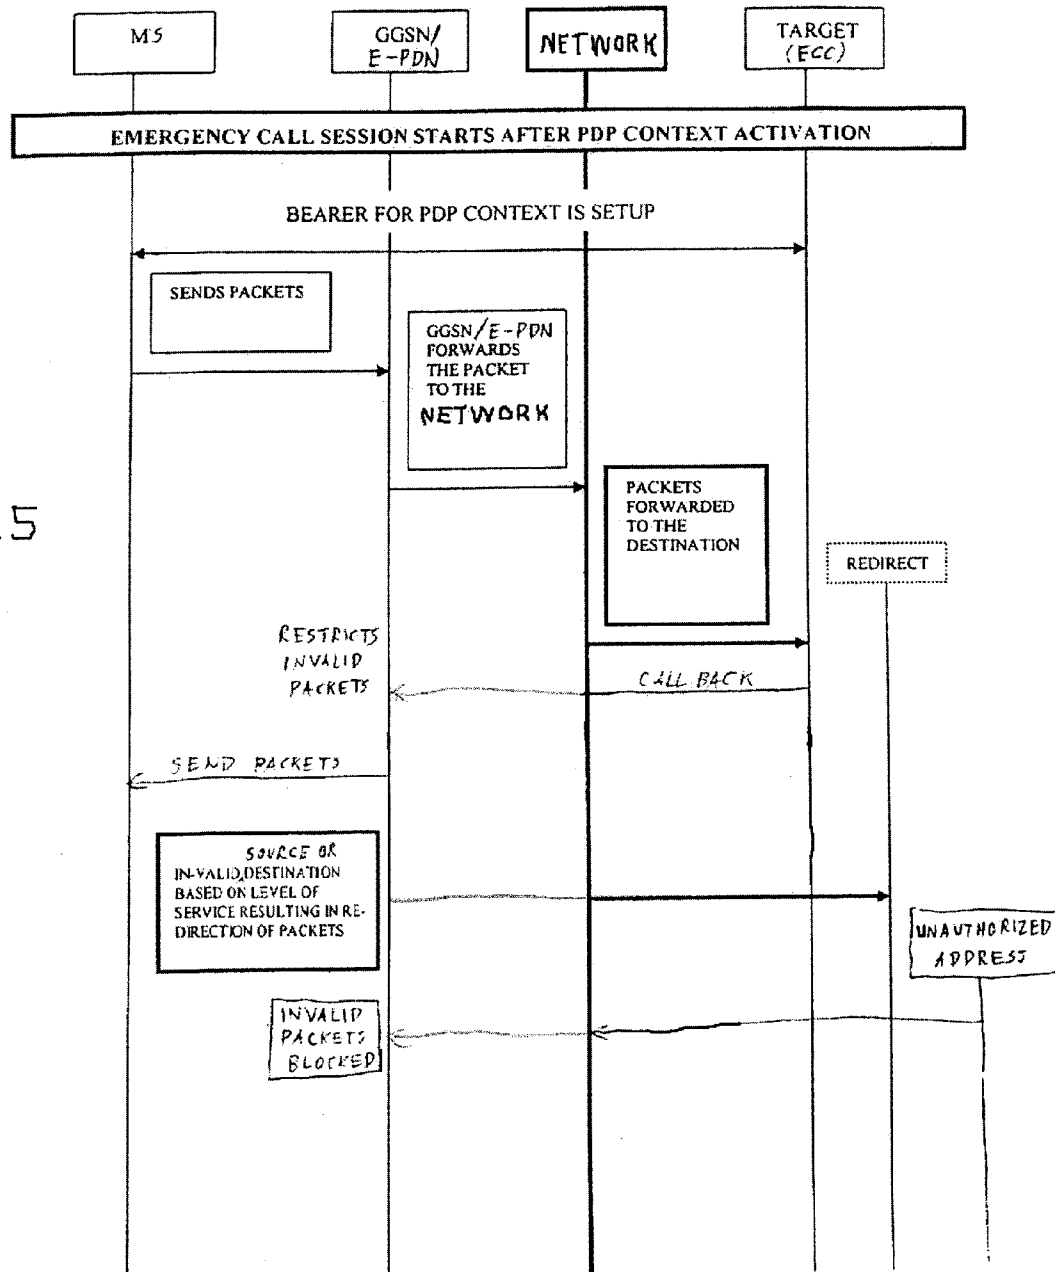 MS
GGSN/
E-PDN
NETWORK
TARGET
(ECC)
EMERGENCY CALL SESSION STARTS AFTER PDP CONTEXT ACTIVATION
BEARER FOR PDP CONTEXT IS SETUP
SENDS PACKETS
GGSN/E-PDN
FORWARDS
THE PACKET
TO THE
NETWORK
PACKETS
FORWARDED
TO THE
DESTINATION
5
REDIRECT
RESTRICTS
INVALID
PACKETS
CALL BACK
SEND PACKETS
SOURCE OR
IN-VALID DESTINATION
BASED ON LEVEL OF
SERVICE RESULTING IN RE-
DIRECTION OF PACKETS
UNAUTHORIZED
ADDRESS
INVALID
PACKETS
BLOCKED